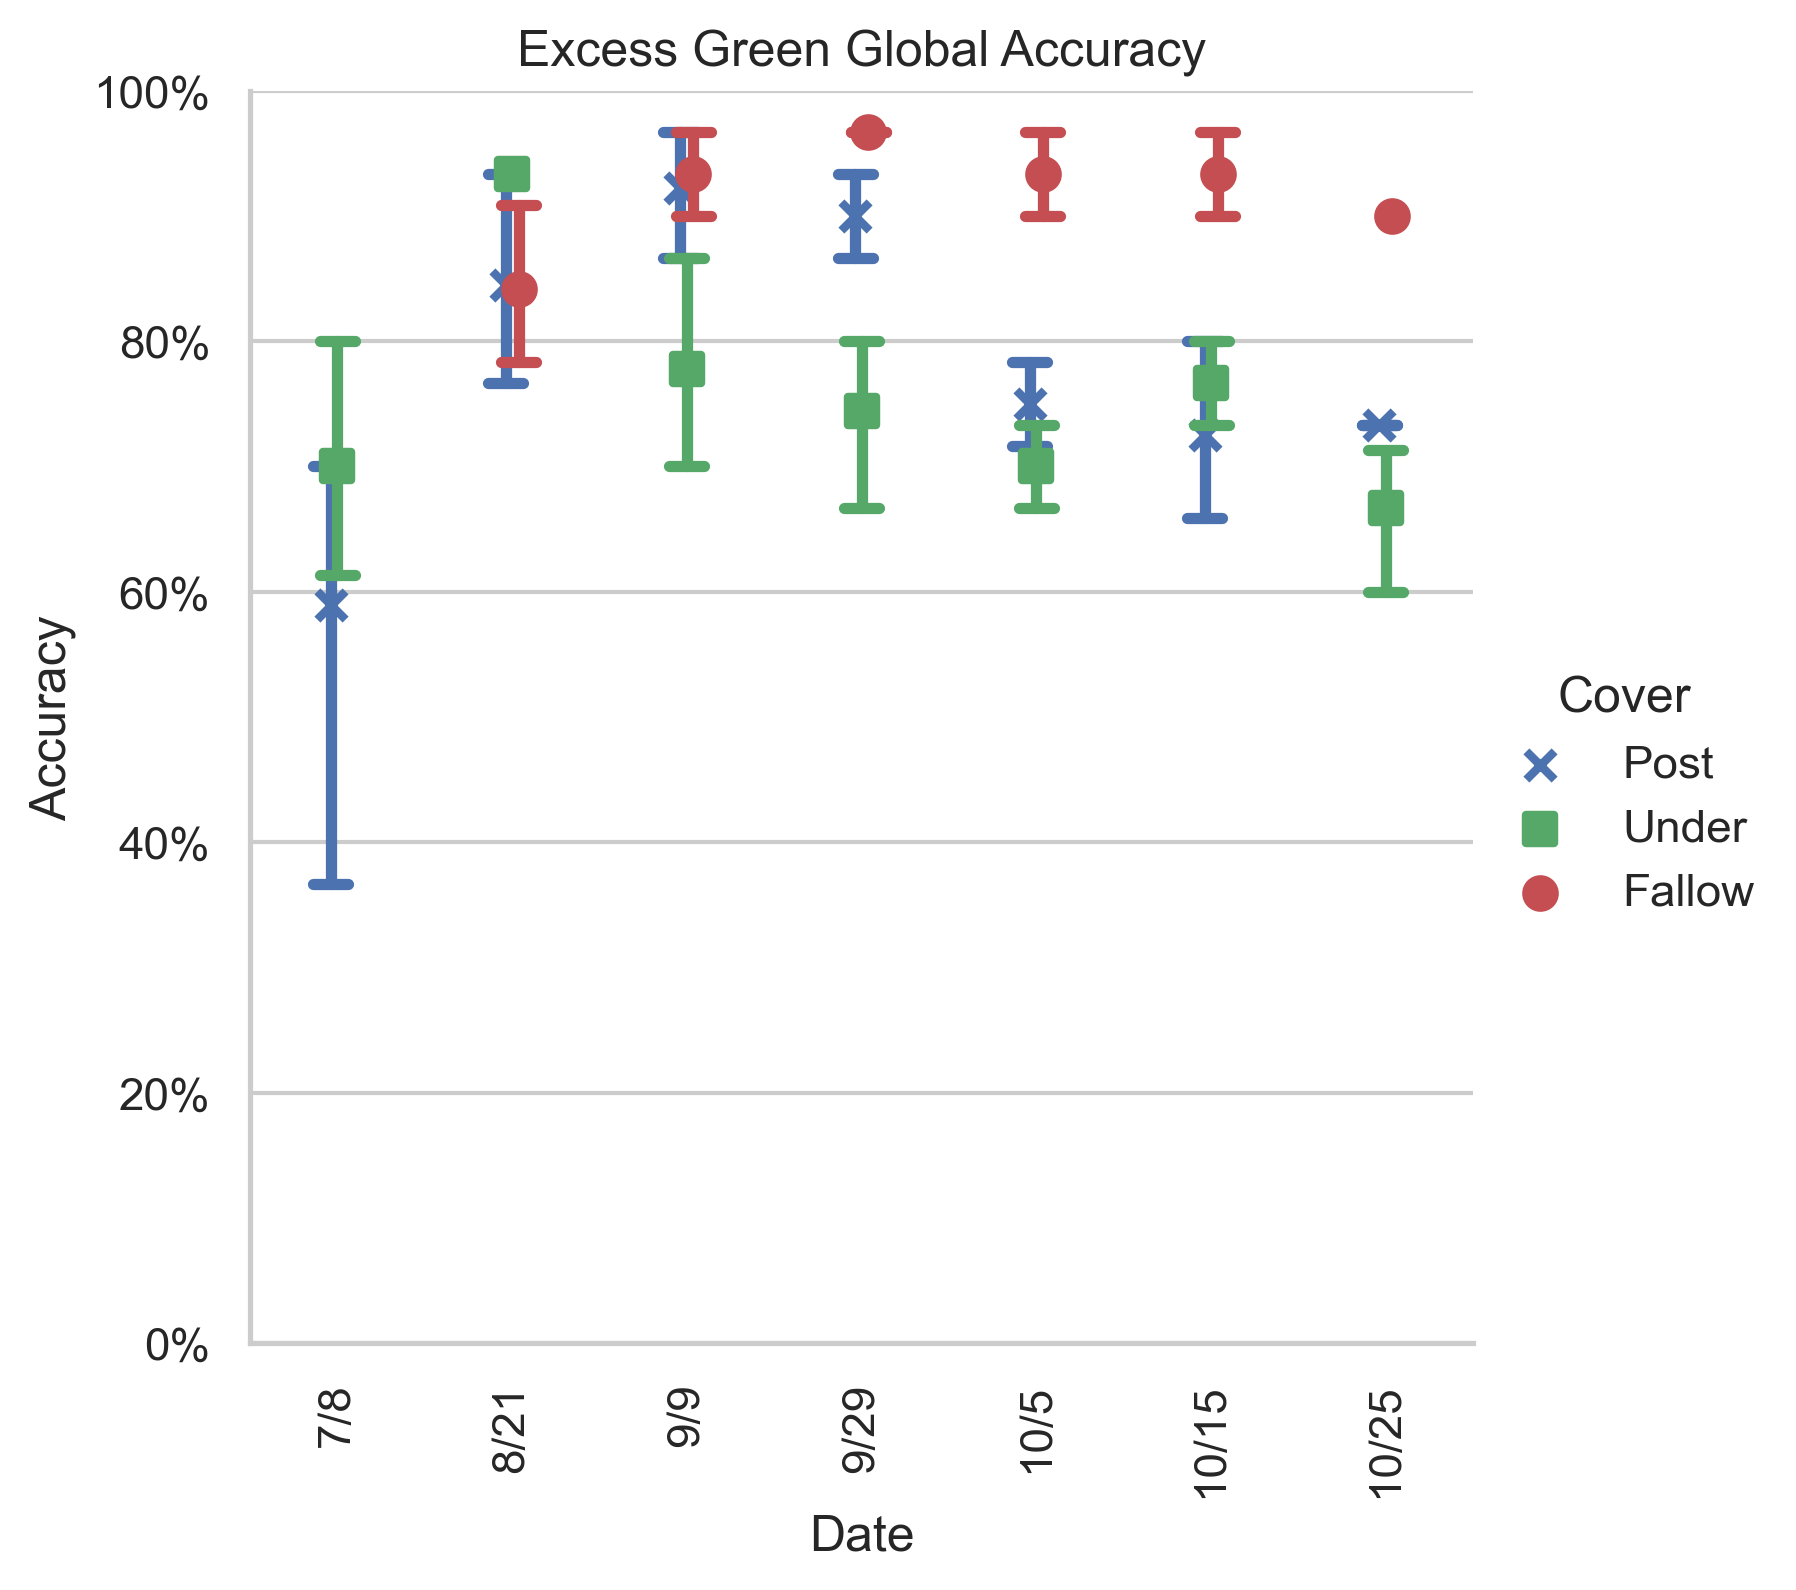 Excess Green Global Accuracy
100%
80%
60%
40%
20%
0%
Accuracy
7/8
8/21
9/9
9/29
10/5
10/15
10/25
Date
Cover
Post
Under
Fallow